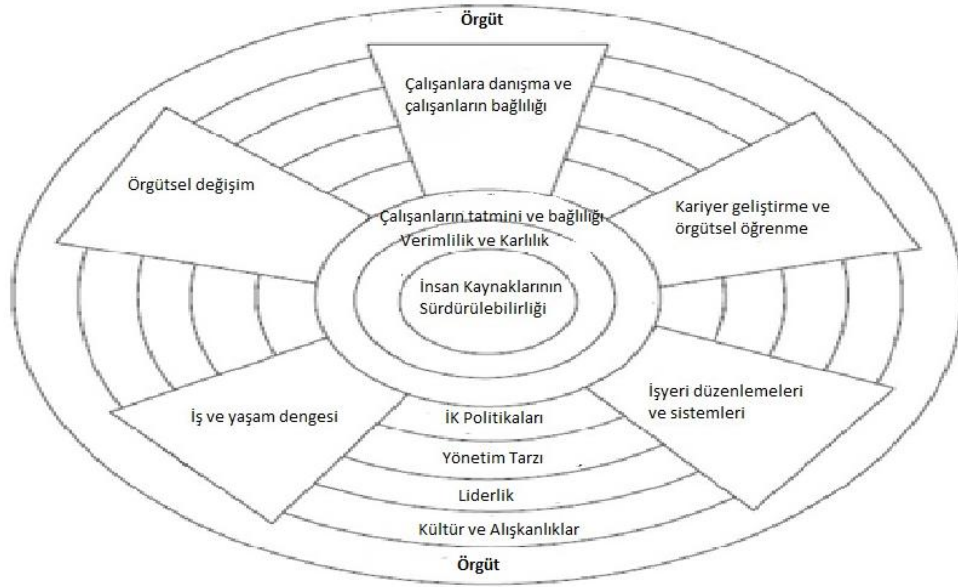 Örgüt
Çalışanlara danışma ve
çalışanların bağlılığı
Örgütsel değişim
Kariyer geliştirme ve
örgütsel öğrenme
Çalışanların tatmini ve bağlılığı
Verimlilik ve Karlılık
İnsan Kaynaklarının
Sürdürülebilirliği
İş ve yaşam dengesi
İşyeri düzenlemeleri
ve sistemleri
İK Politikaları
Yönetim Tarzı
Liderlik
Kültür ve Alışkanlıklar
Örgüt